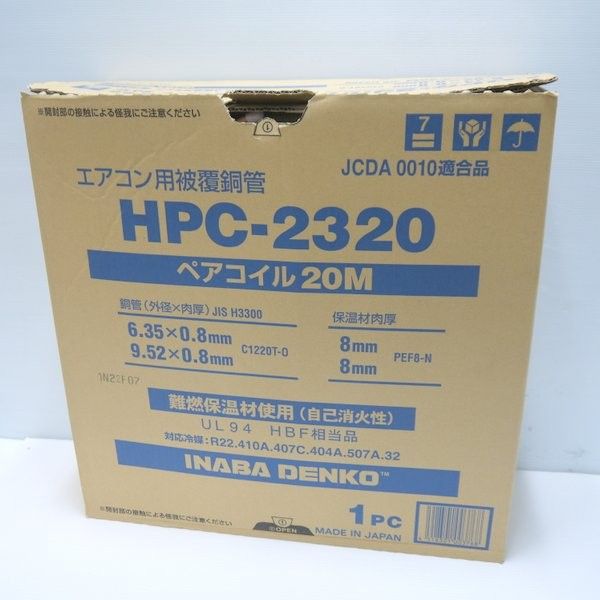 ※開封部の接触による怪我にご注意ください
7
JCDA 0010適合品
エアコン用被覆銅管
HPC-2320
ペアコイル20M
銅管(外径×肉厚) JIS H3300
6.35×0.8mm
9.52×0.8mm
C1220T-O
保温材肉厚
8mm
8mm
PEF8-N
1N22F07
難燃保温材使用(自己消火性)
UL94 HBF相当品
対応冷媒:R22.410A.407C.404A.507A.32
INABA DENKO™
※開封部の接触による怪我にご注意ください
OPEN
1PC
MADE IN JAPAN